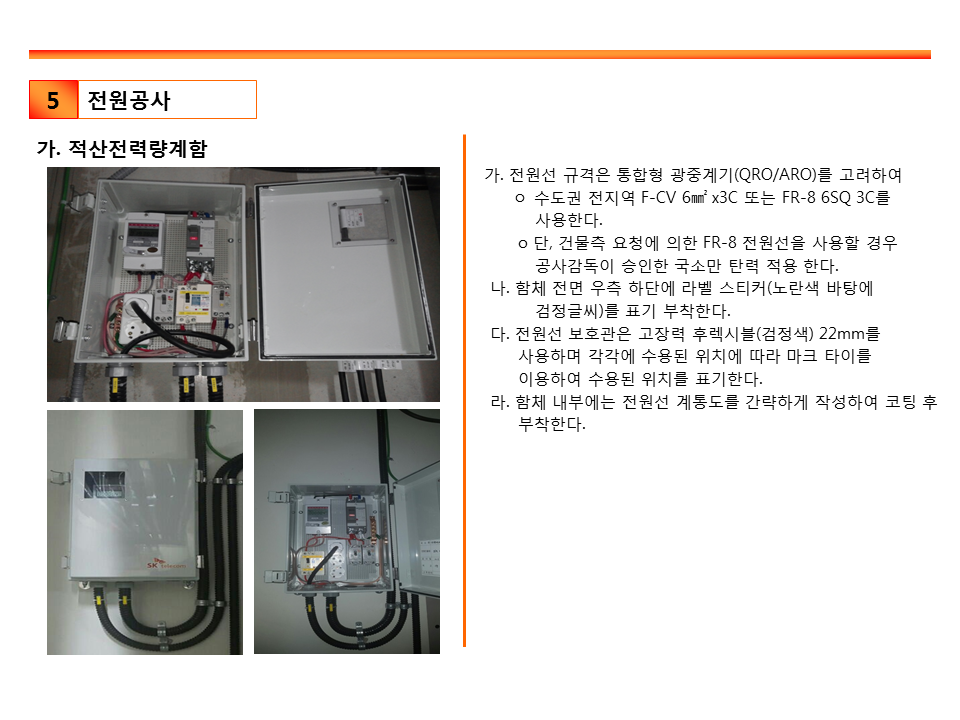 5 전원공사
가. 적산전력량계함
가. 전원선 규격은 통합형 광중계기(QRO/ARO)를 고려하여
ㅇ 수도권 전지역 F-CV 6㎟ x3C 또는 FR-8 6SQ 3C를
사용한다.
o 단, 건물측 요청에 의한 FR-8 전원선을 사용할 경우
공사감독이 승인한 국소만 탄력 적용 한다.
나. 함체 전면 우측 하단에 라벨 스티커(노란색 바탕에
검정글씨)를 표기 부착한다.
다. 전원선 보호관은 고장력 후렉시블(검정색) 22mm를
사용하며 각각에 수용된 위치에 따라 마크 타이를
이용하여 수용된 위치를 표기한다.
라. 함체 내부에는 전원선 계통도를 간략하게 작성하여 코팅 후
부착한다.
SK telecom